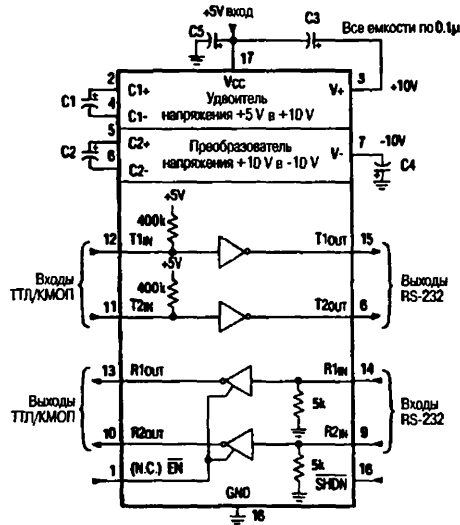 +5V вход
C5
C3
Все емкости по 0.1µ
17
2
C1+
VCC
V+
3
+10V
C1
4
C1-
Удвоитель
напряжения +5 V в +10 V
5
C2+
Преобразователь
напряжения +10 V в -10 V
V-
7
-10V
C2
6
C2-
C4
+5V
400k
12
T1IN
T1OUT
15
+5V
400k
Входы
ТТЛ/КМОП
Выходы
RS-232
11
T2IN
T2OUT
6
13
R1OUT
R1IN
14
5k
Выходы
ТТЛ/КМОП
Входы
RS-232
10
R2OUT
R2IN
9
5k
1
(N.C.) EN
SHDN
16
GND
16